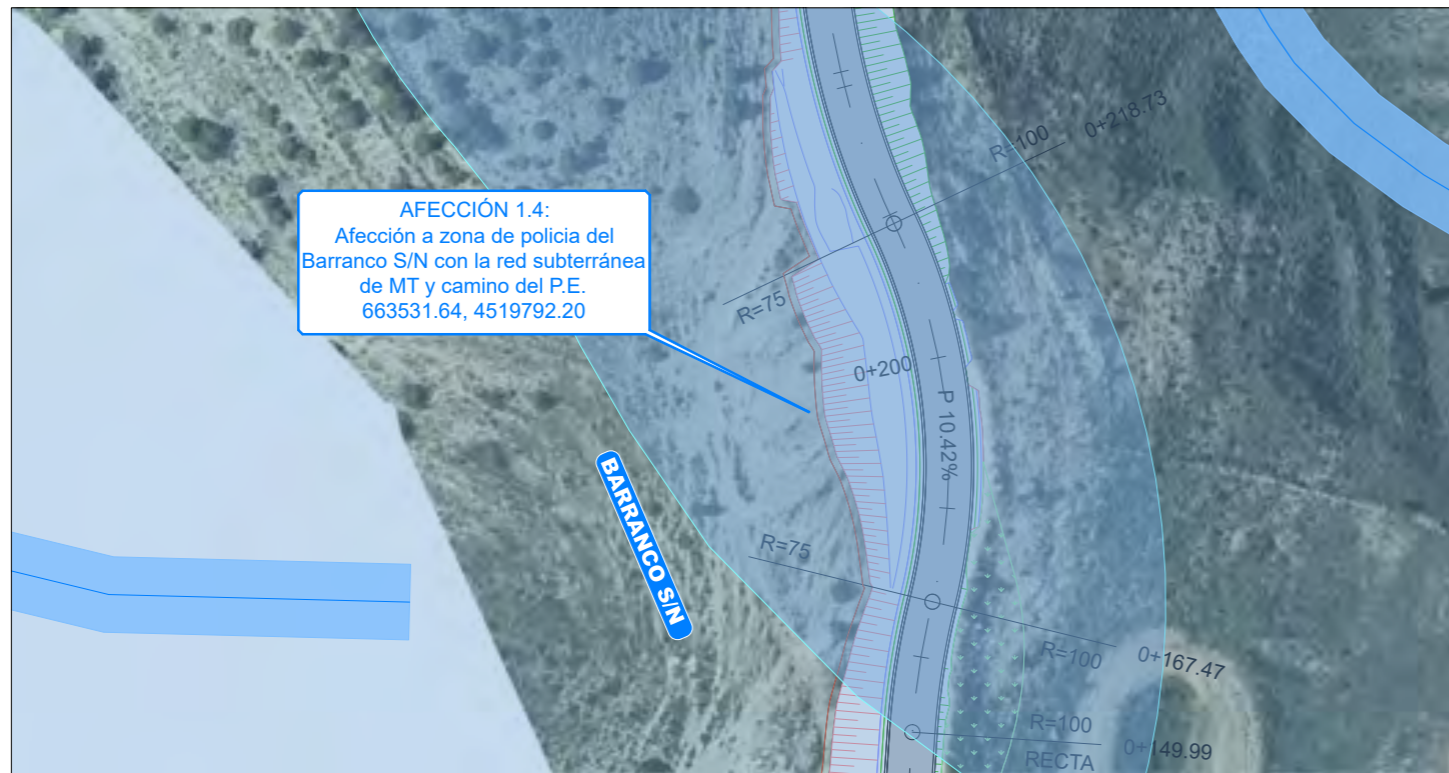 R=100
0+218.73
AFECCIÓN 1.4:
Afección a zona de policia del
Barranco S/N con la red subterránea
de MT y camino del P.E.
663531.64, 4519792.20
R=75
0+200
P 10.42%
BARRANCO S/N
R=75
R=100
0+167.47
R=100
0+149.99
RECTA